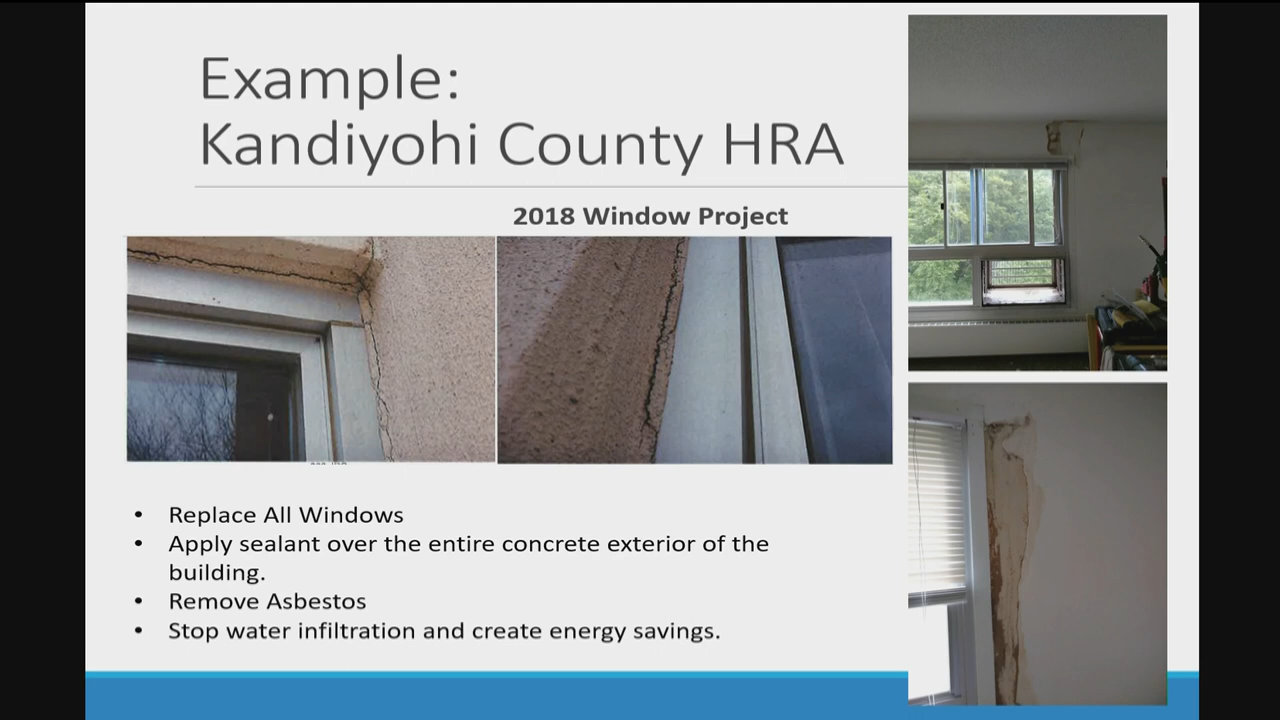 Example:
Kandiyohi County HRA
2018 Window Project
• Replace All Windows
• Apply sealant over the entire concrete exterior of the
building.
• Remove Asbestos
• Stop water infiltration and create energy savings.